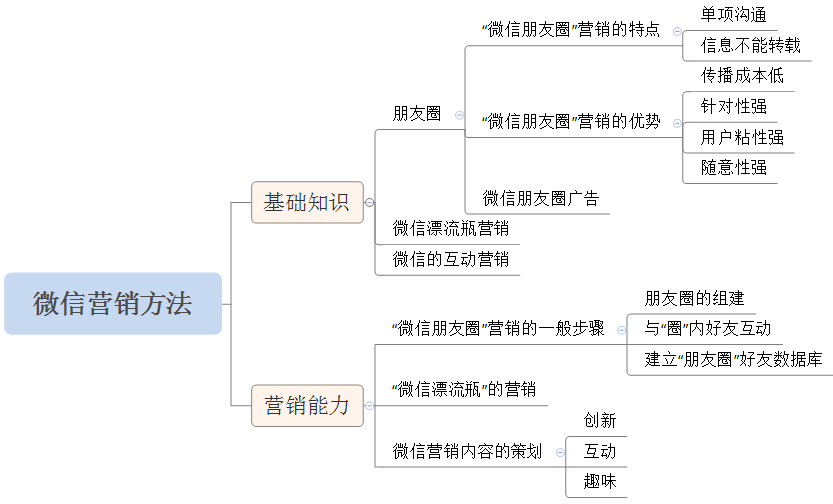 微信营销方法
基础知识
朋友圈
“微信朋友圈”营销的特点
单项沟通
信息不能转载
“微信朋友圈”营销的优势
传播成本低
针对性强
用户粘性强
随意性强
微信朋友圈广告
微信漂流瓶营销
微信的互动营销
营销能力
“微信朋友圈”营销的一般步骤
朋友圈的组建
与“圈”内好友互动
建立“朋友圈”好友数据库
“微信漂流瓶”的营销
微信营销内容的策划
创新
互动
趣味